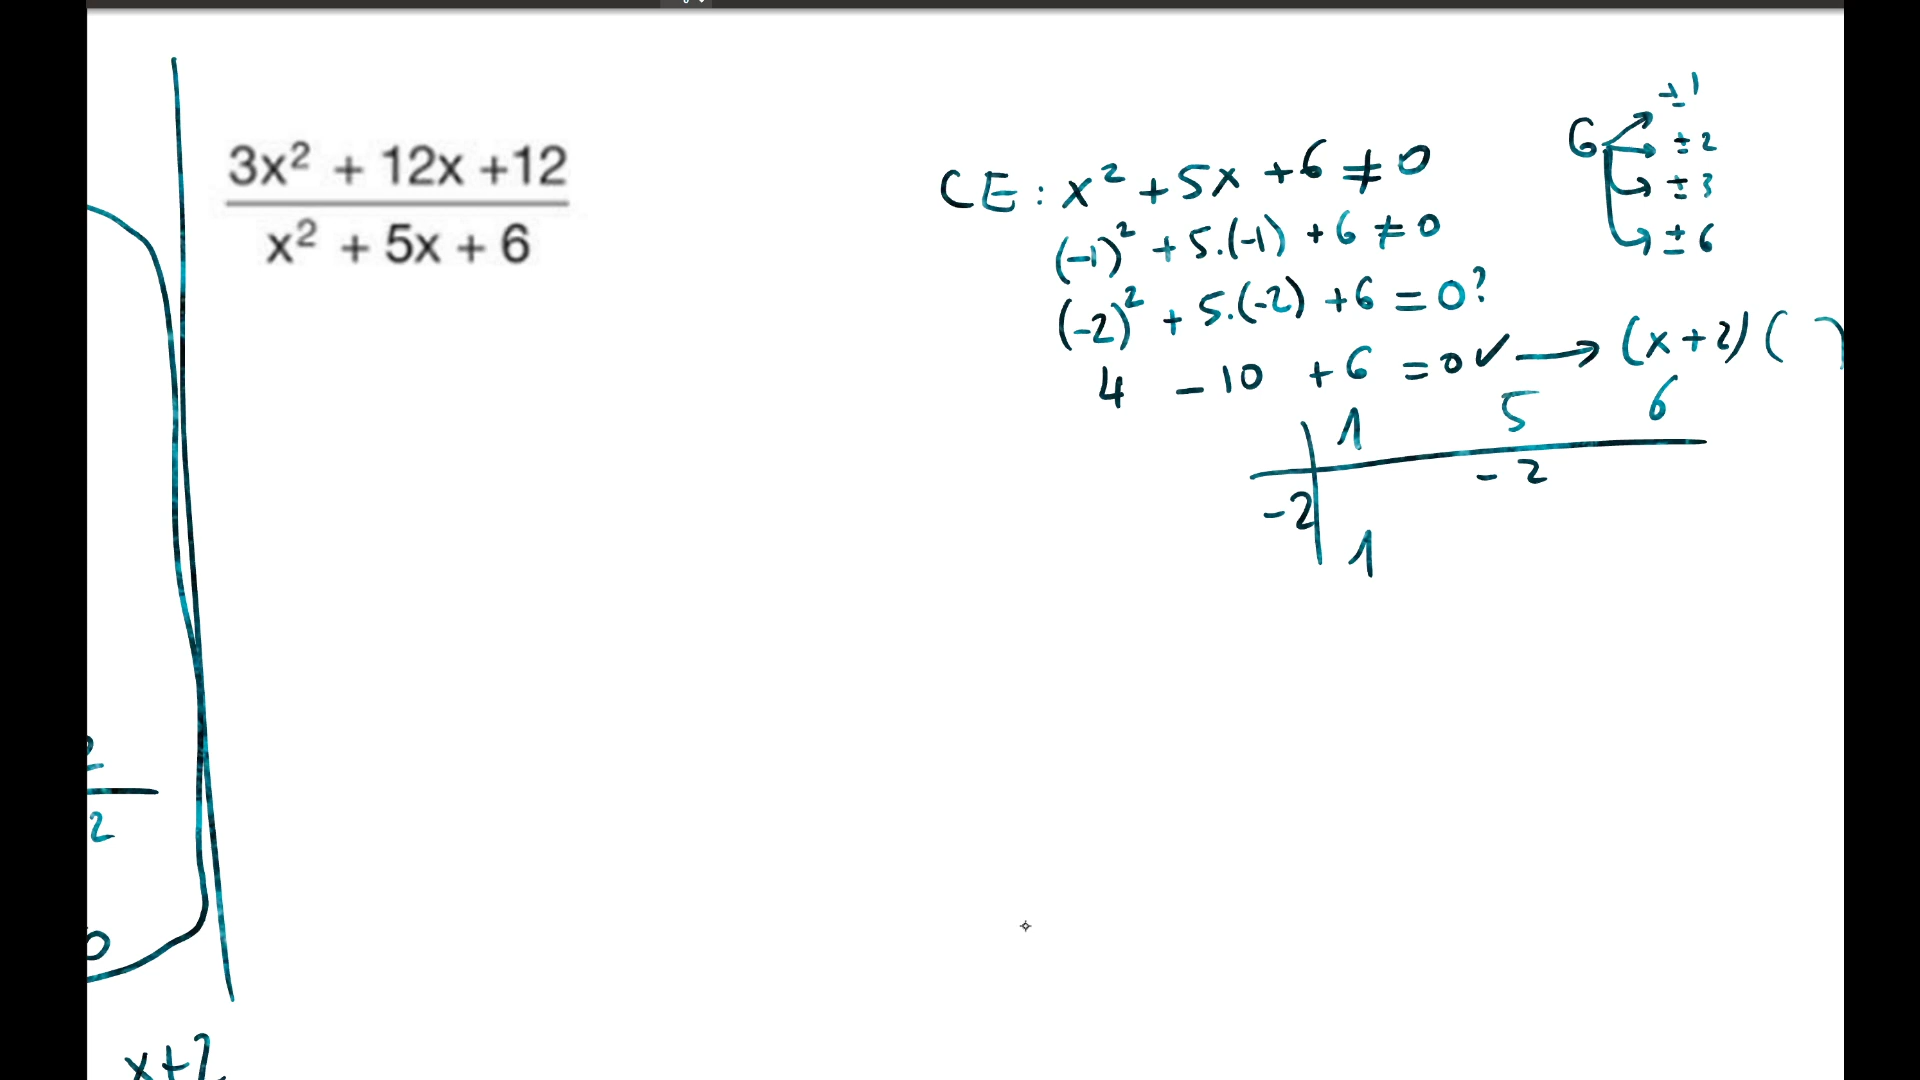 3x² + 12x +12
x² + 5x + 6
CE: x² + 5x + 6 ≠ 0
(-1)² + 5.(-1) + 6 ≠ 0
(-2)² + 5.(-2) + 6 = 0?
4 - 10 + 6 = 0 ✓ → (x+2)( )
6 ± 1
± 2
± 3
± 6
1 5 6
- 2
-2
1
2
0
x+2